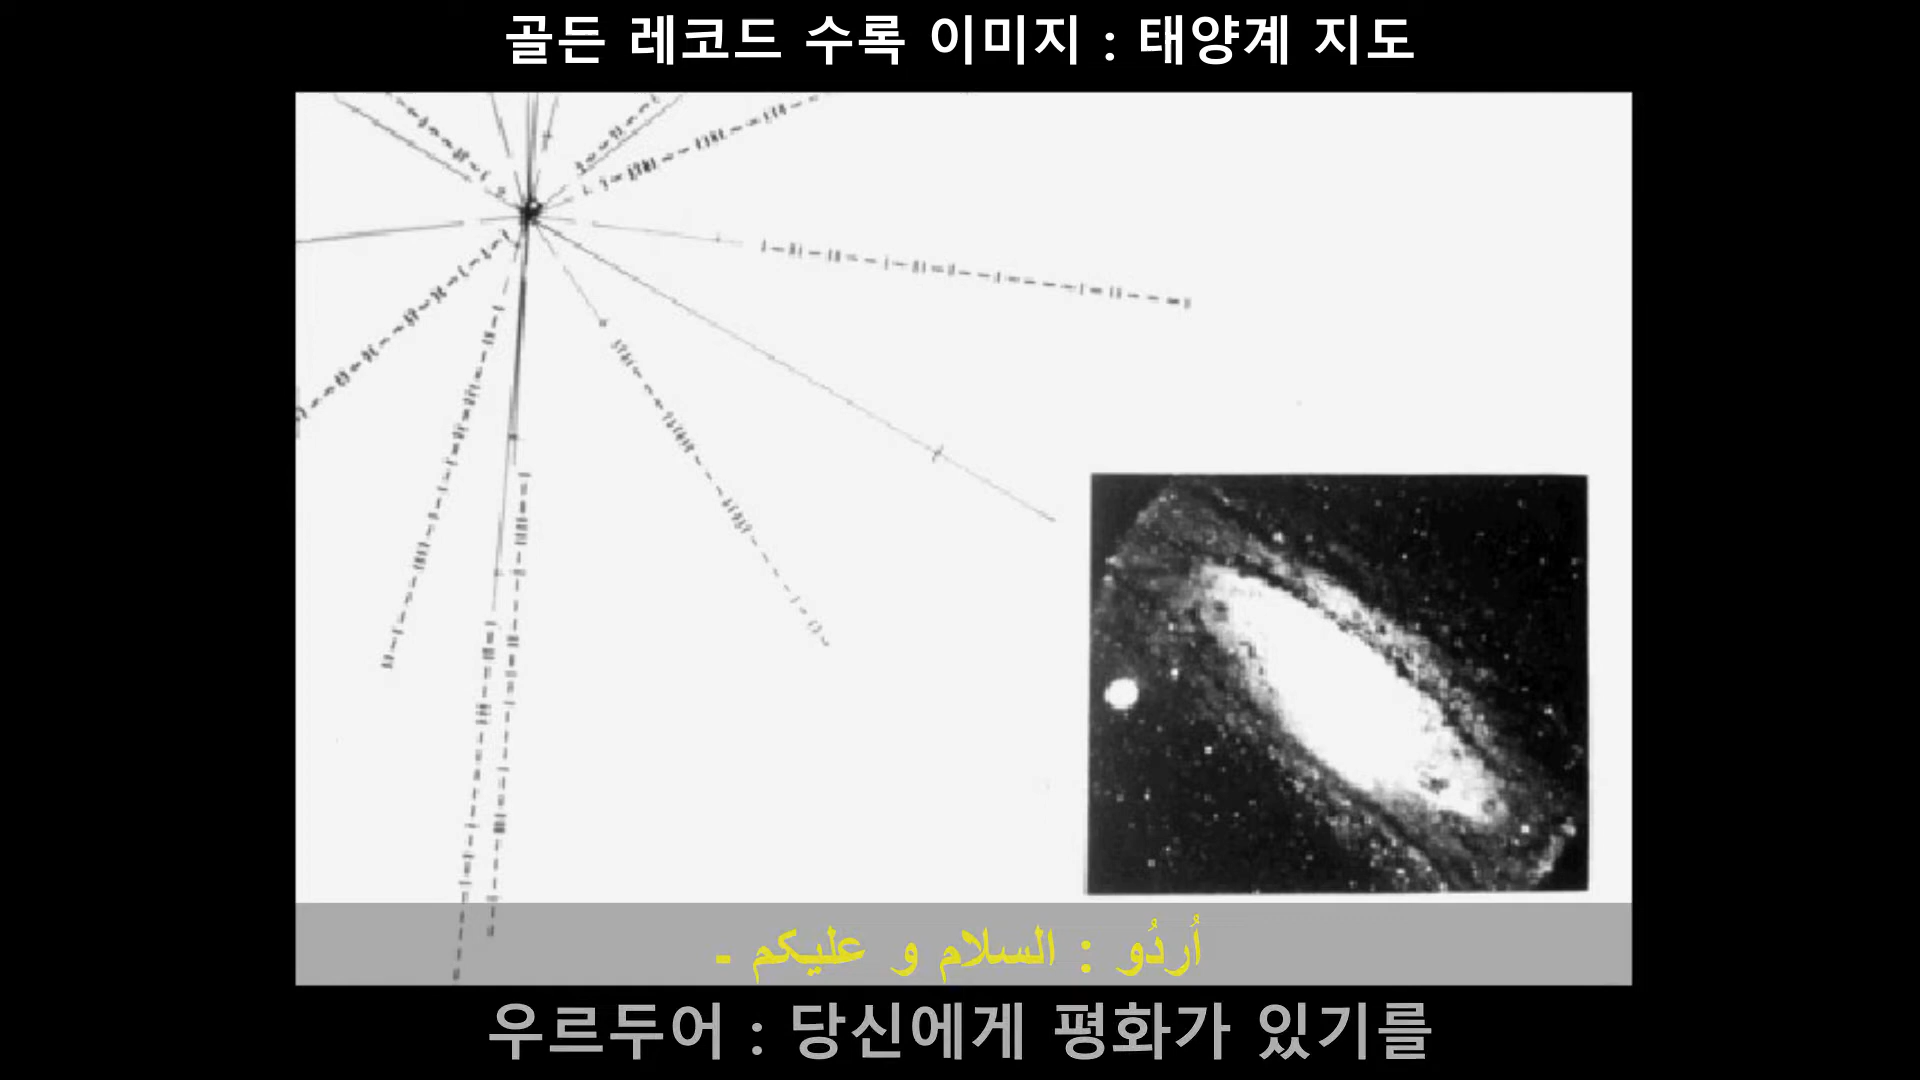 골든 레코드 수록 이미지 : 태양계 지도
اُردُو : السلام و علیکم ۔
우르두어 : 당신에게 평화가 있기를